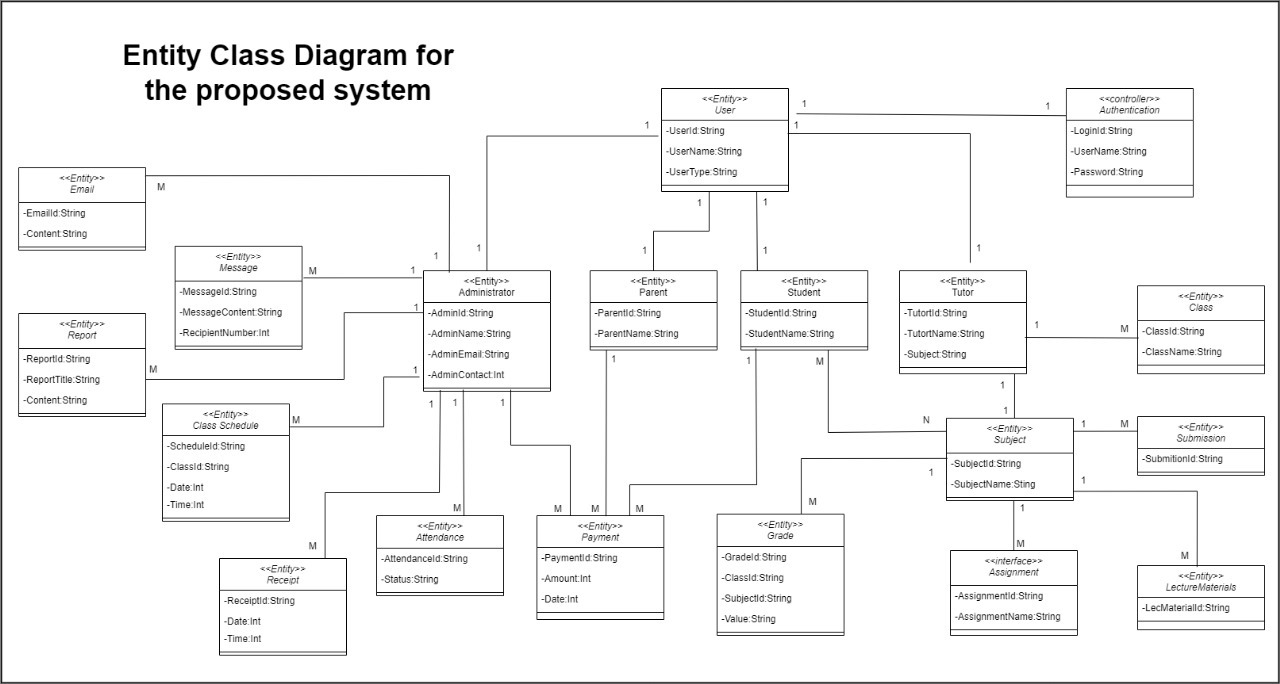 Entity Class Diagram for
the proposed system
<<Entity>>
User
-UserId:String
-UserName:String
-UserType:String
<<controller>>
Authentication
-LoginId:String
-UserName:String
-Password:String
1
1
1
1
1
1
1
1
1
1
<<Entity>>
Email
-EmailId:String
-Content:String
M
1
<<Entity>>
Message
-MessageId:String
-MessageContent:String
-RecipientNumber:Int
M
1
<<Entity>>
Report
-ReportId:String
-ReportTitle:String
-Content:String
M
1
<<Entity>>
Administrator
-AdminId:String
-AdminName:String
-AdminEmail:String
-AdminContact:Int
<<Entity>>
Parent
-ParentId:String
-ParentName:String
<<Entity>>
Student
-StudentId:String
-StudentName:String
<<Entity>>
Tutor
-TutortId:String
-TutortName:String
-Subject:String
<<Entity>>
Class
-ClassId:String
-ClassName:String
1
M
<<Entity>>
Class Schedule
-ScheduleId:String
-ClassId:String
-Date:Int
-Time:Int
M
1
1
1
1
1
1
M
N
1
1
<<Entity>>
Subject
-SubjectId:String
-SubjectName:Sting
1
M
<<Entity>>
Submission
-SubmitionId:String
1
1
1
M
M
M
M
M
M
M
M
<<Entity>>
Receipt
-ReceiptId:String
-Date:Int
-Time:Int
<<Entity>>
Attendance
-AttendanceId:String
-Status:String
<<Entity>>
Payment
-PaymentId:String
-Amount:Int
-Date:Int
<<Entity>>
Grade
-GradeId:String
-ClassId:String
-SubjectId:String
-Value:String
<<interface>>
Assignment
-AssignmentId:String
-AssignmentName:String
<<Entity>>
LectureMaterials
-LecMaterialId:String